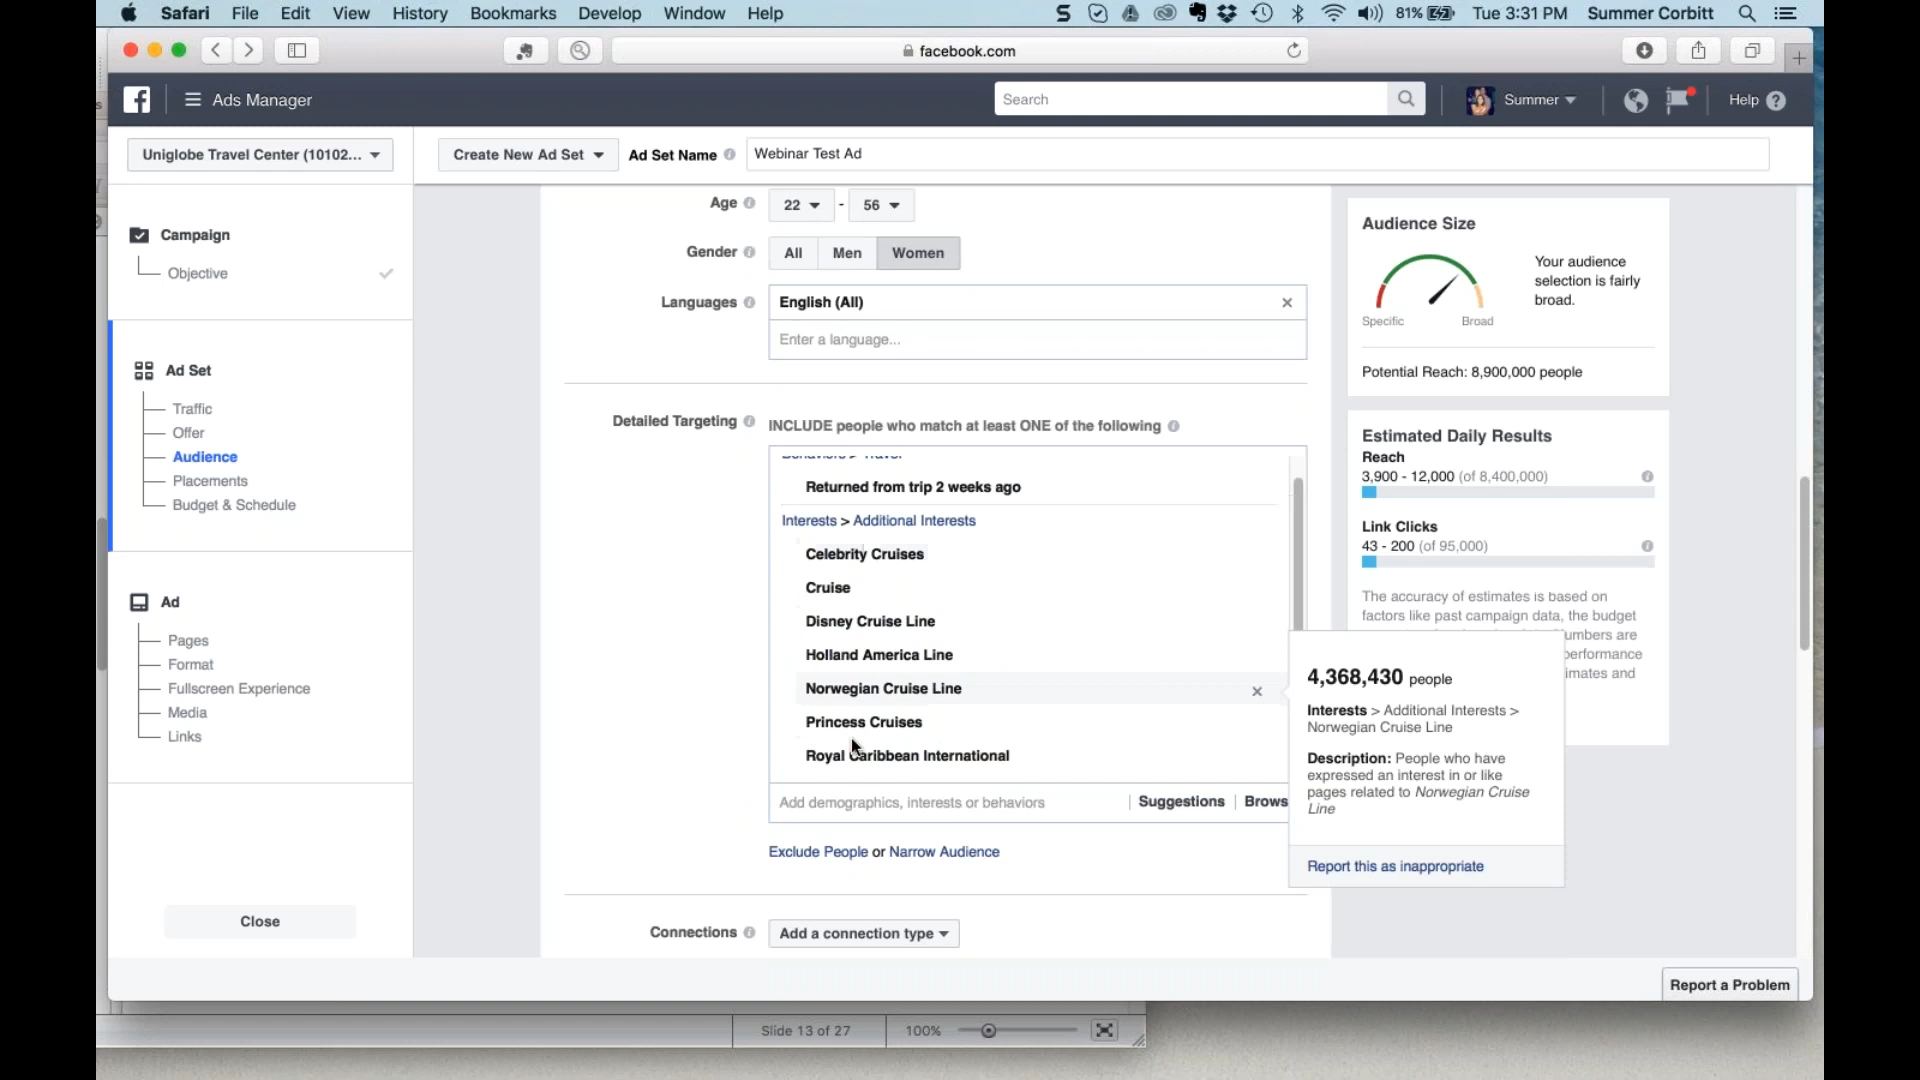 Safari File Edit View History Bookmarks Develop Window Help 81% Tue 3:31 PM Summer Corbitt
facebook.com
Ads Manager Search Summer Help
Uniglobe Travel Center (10102... Create New Ad Set Ad Set Name Webinar Test Ad
Campaign
Objective
Ad Set
Traffic
Offer
Audience
Placements
Budget & Schedule
Ad
Pages
Format
Fullscreen Experience
Media
Links
Close
Age 22 - 56
Gender All Men Women
Languages English (All)
Enter a language...
Detailed Targeting INCLUDE people who match at least ONE of the following
Behaviors > Travel
Returned from trip 2 weeks ago
Interests > Additional Interests
Celebrity Cruises
Cruise
Disney Cruise Line
Holland America Line
Norwegian Cruise Line
Princess Cruises
Royal Caribbean International
Add demographics, interests or behaviors Suggestions Brows
Exclude People or Narrow Audience
Connections Add a connection type
Audience Size
Your audience
selection is fairly
broad.
Specific Broad
Potential Reach: 8,900,000 people
Estimated Daily Results
Reach
3,900 - 12,000 (of 8,400,000)
Link Clicks
43 - 200 (of 95,000)
The accuracy of estimates is based on
factors like past campaign data, the budget
umbers are
performance
imates and
4,368,430 people
Interests > Additional Interests >
Norwegian Cruise Line
Description: People who have
expressed an interest in or like
pages related to Norwegian Cruise
Line
Report this as inappropriate
Report a Problem
Slide 13 of 27 100%